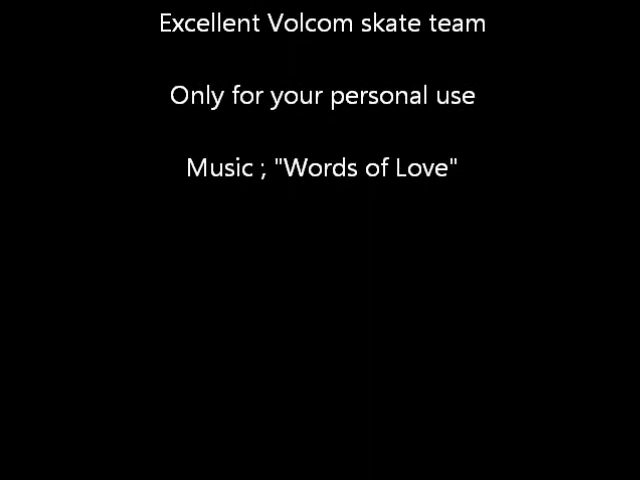 Excellent Volcom skate team
Only for your personal use
Music ; "Words of Love"